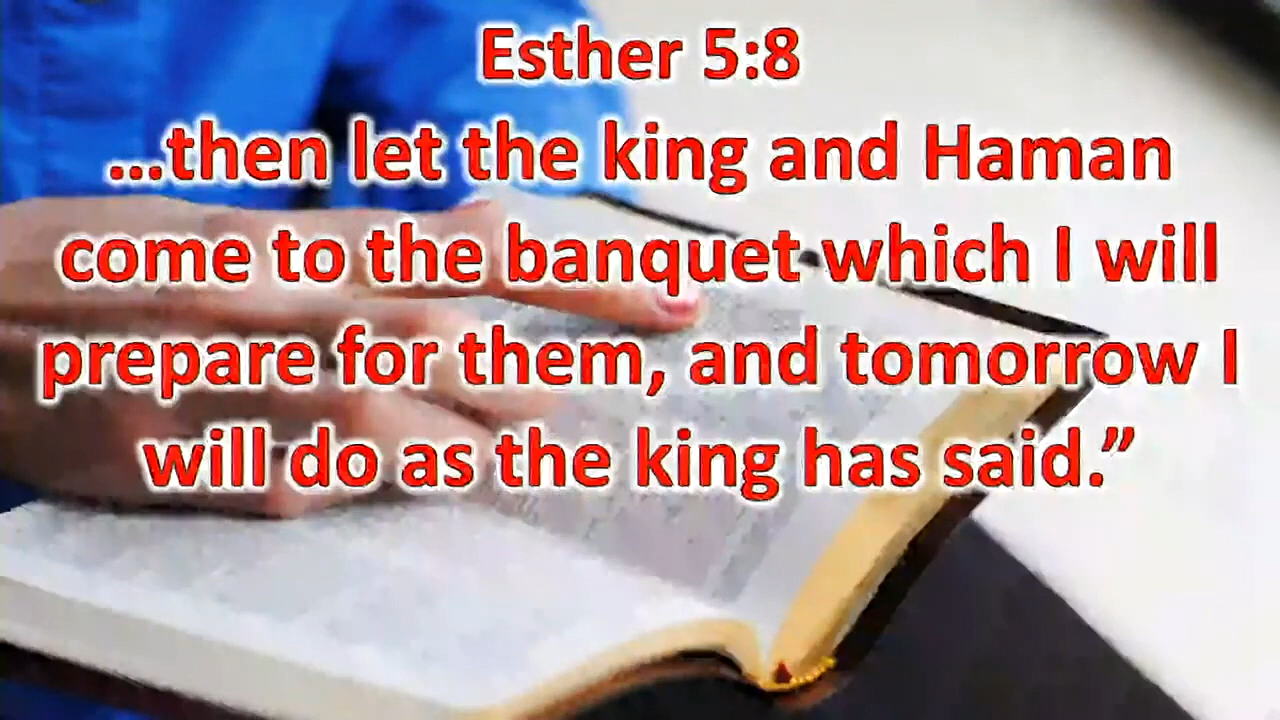 Esther 5:8
...then let the king and Haman
come to the banquet which I will
prepare for them, and tomorrow I
will do as the king has said.”